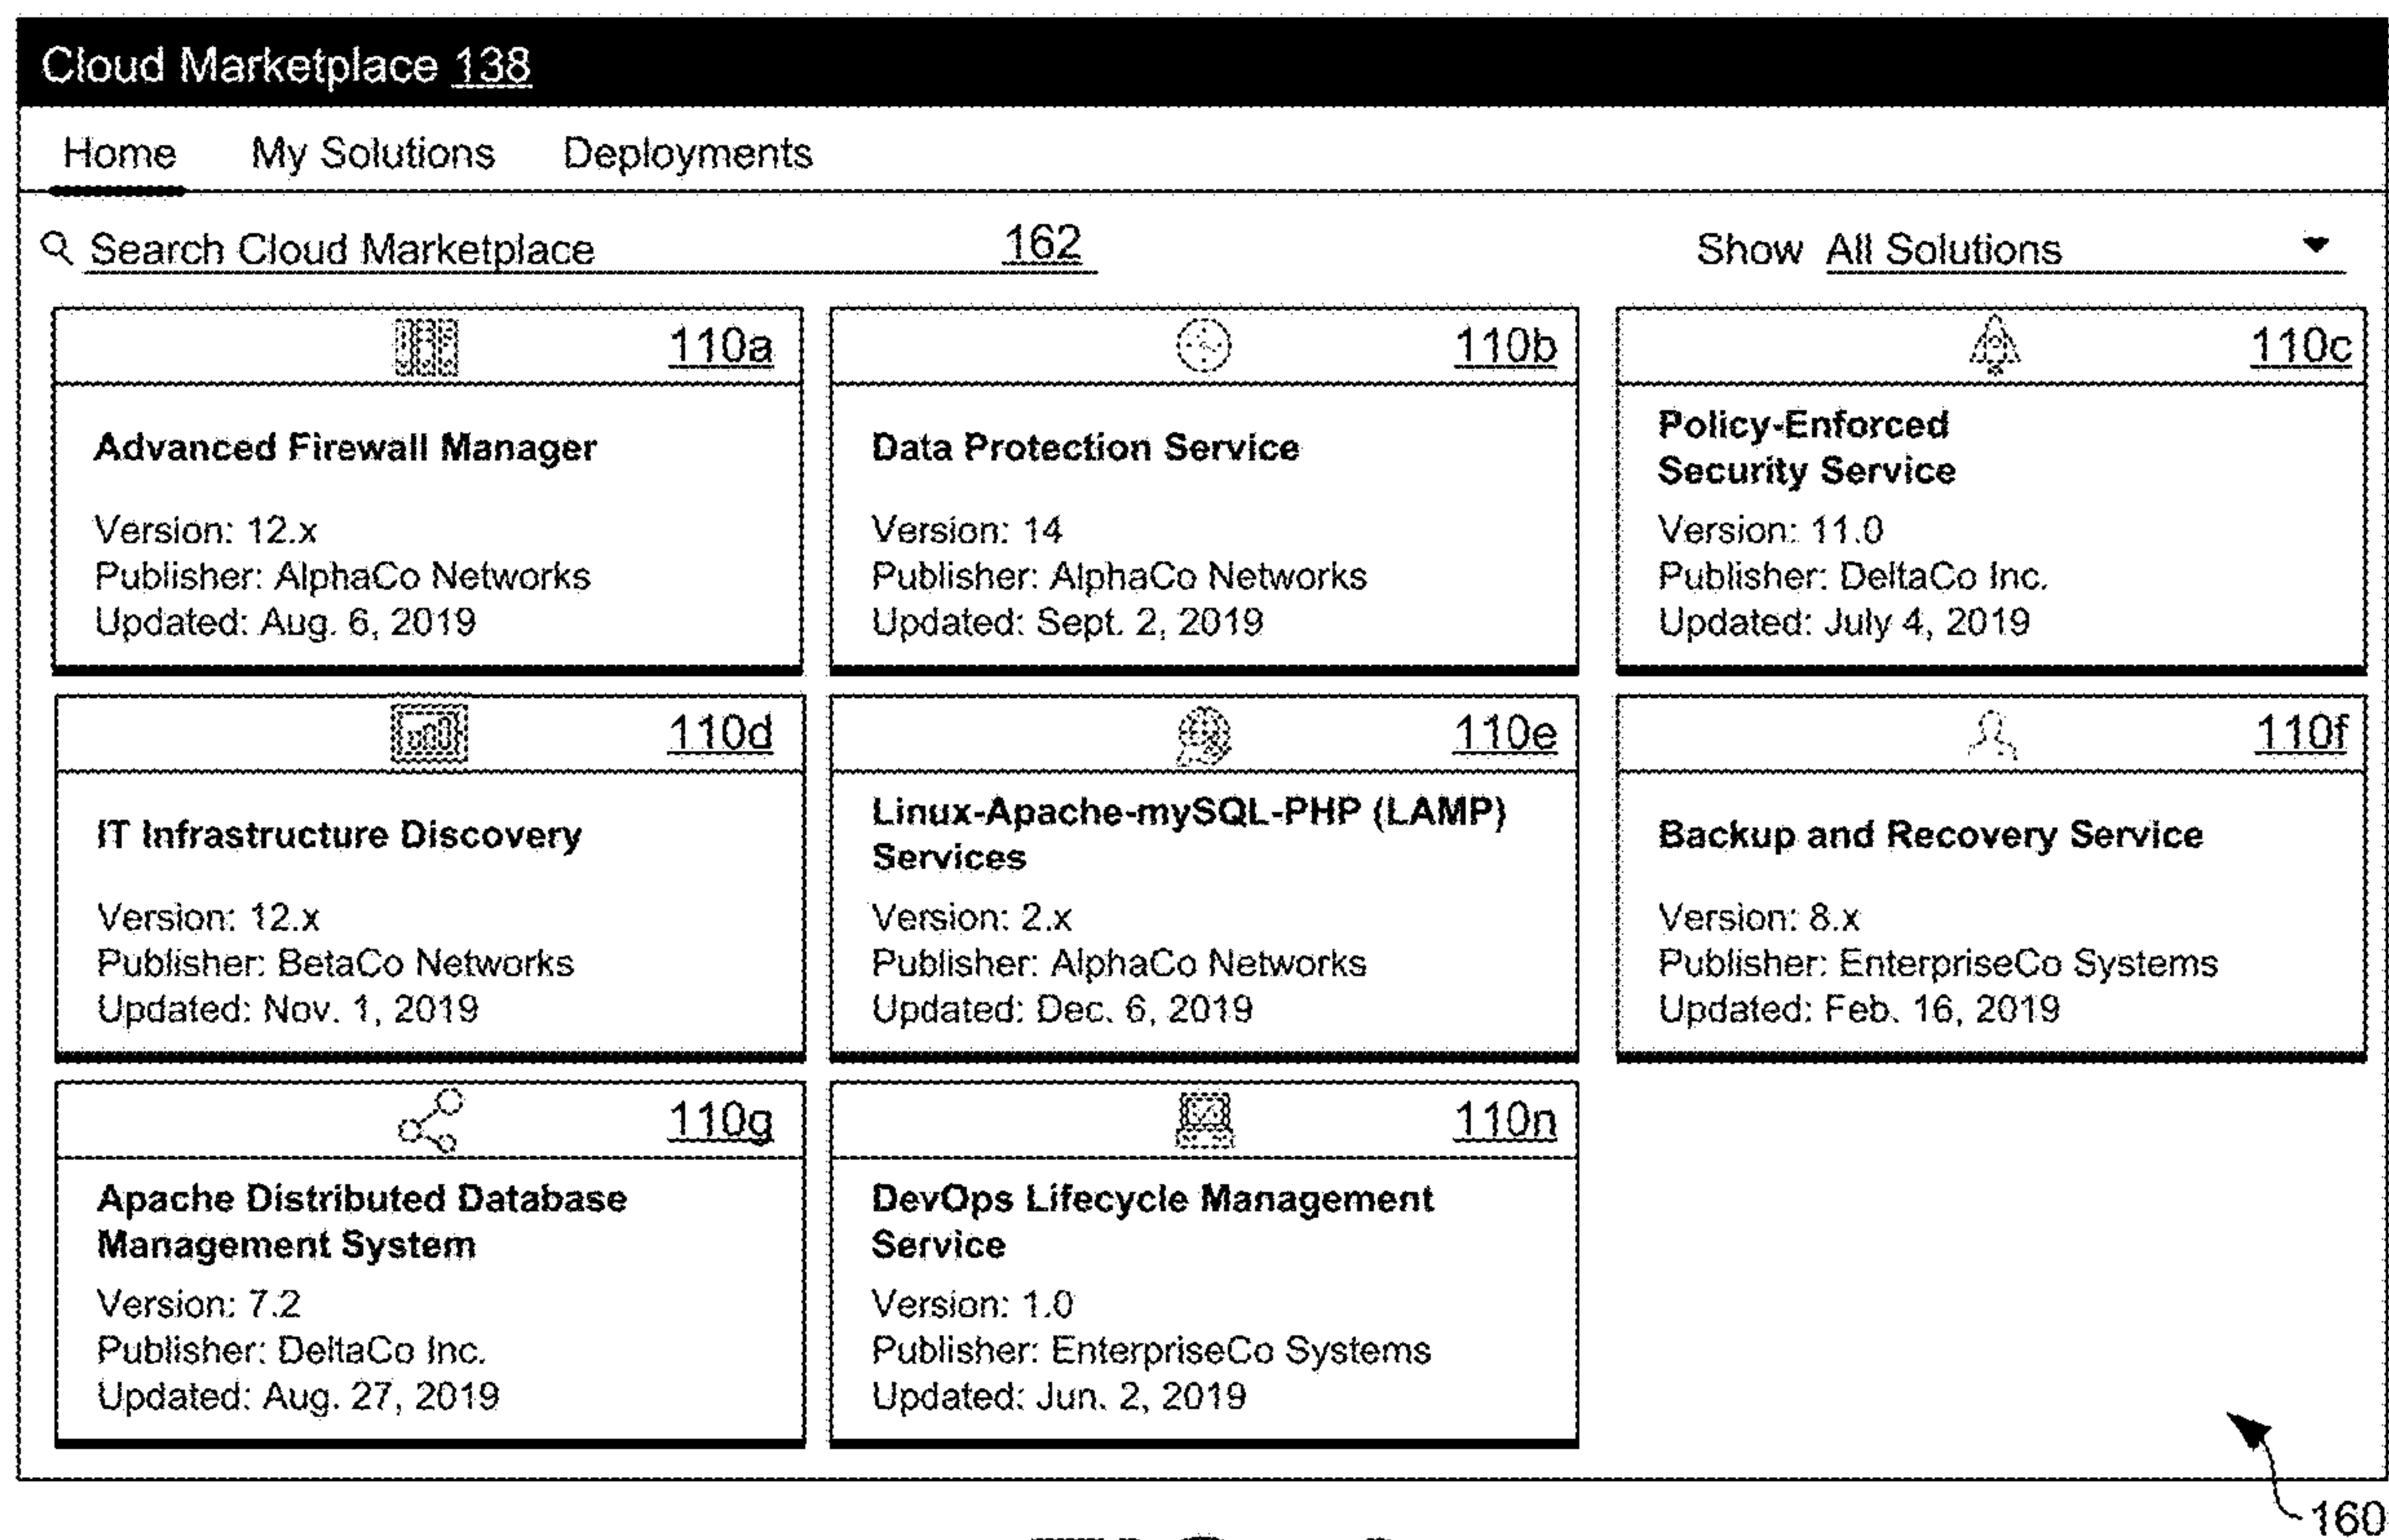 Cloud Marketplace 138
Home My Solutions Deployments
Search Cloud Marketplace 162 Show All Solutions
110a
Advanced Firewall Manager
Version: 12.x
Publisher: AlphaCo Networks
Updated: Aug. 6, 2019
110b
Data Protection Service
Version: 14
Publisher: AlphaCo Networks
Updated: Sept. 2, 2019
110c
Policy-Enforced
Security Service
Version: 11.0
Publisher: DeltaCo Inc.
Updated: July 4, 2019
110d
IT Infrastructure Discovery
Version: 12.x
Publisher: BetaCo Networks
Updated: Nov. 1, 2019
110e
Linux-Apache-mySQL-PHP (LAMP)
Services
Version: 2.x
Publisher: AlphaCo Networks
Updated: Dec. 6, 2019
110f
Backup and Recovery Service
Version: 8.x
Publisher: EnterpriseCo Systems
Updated: Feb. 16, 2019
110g
Apache Distributed Database
Management System
Version: 7.2
Publisher: DeltaCo Inc.
Updated: Aug. 27, 2019
110n
DevOps Lifecycle Management
Service
Version: 1.0
Publisher: EnterpriseCo Systems
Updated: Jun. 2, 2019
160